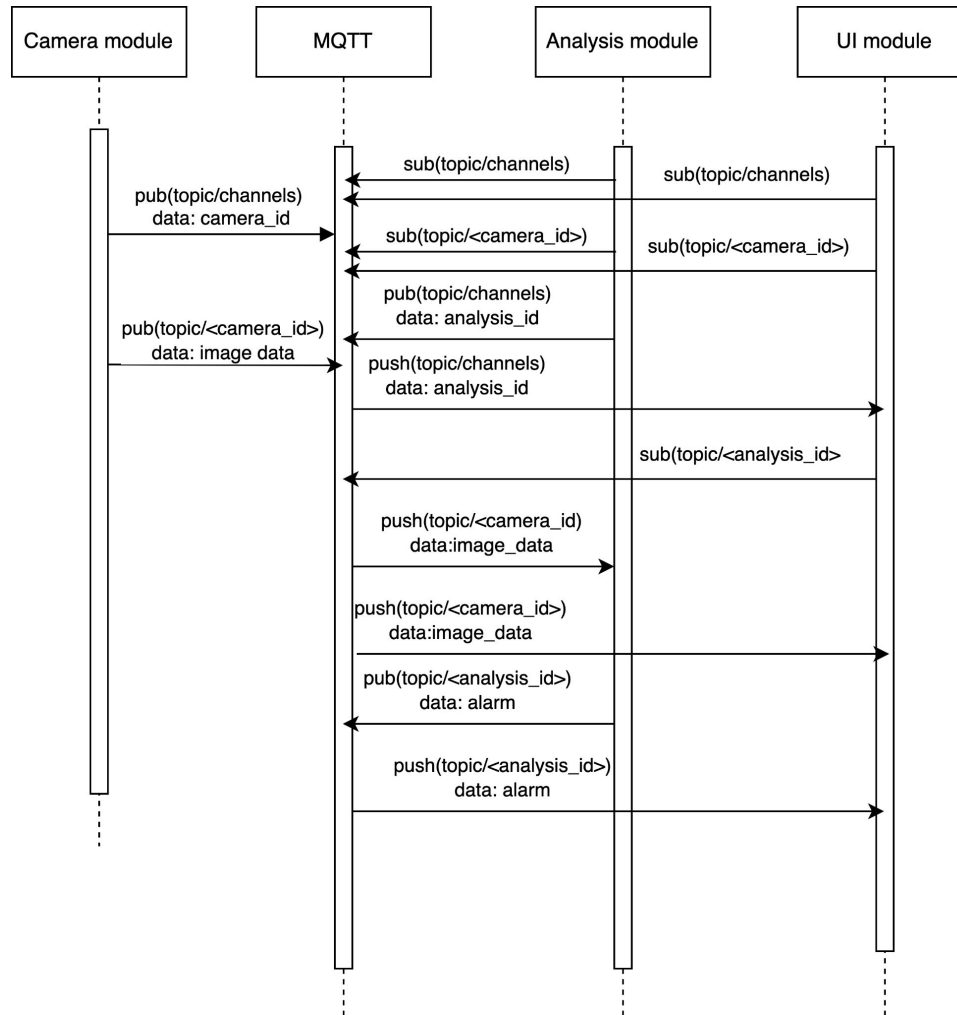 Camera module
MQTT
Analysis module
UI module
sub(topic/channels)
sub(topic/channels)
pub(topic/channels)
data: camera_id
sub(topic/<camera_id>)
sub(topic/<camera_id>)
pub(topic/channels)
data: analysis_id
pub(topic/<camera_id>)
data: image data
push(topic/channels)
data: analysis_id
sub(topic/<analysis_id>
push(topic/<camera_id)
data:image_data
push(topic/<camera_id>)
data:image_data
pub(topic/<analysis_id>)
data: alarm
push(topic/<analysis_id>)
data: alarm